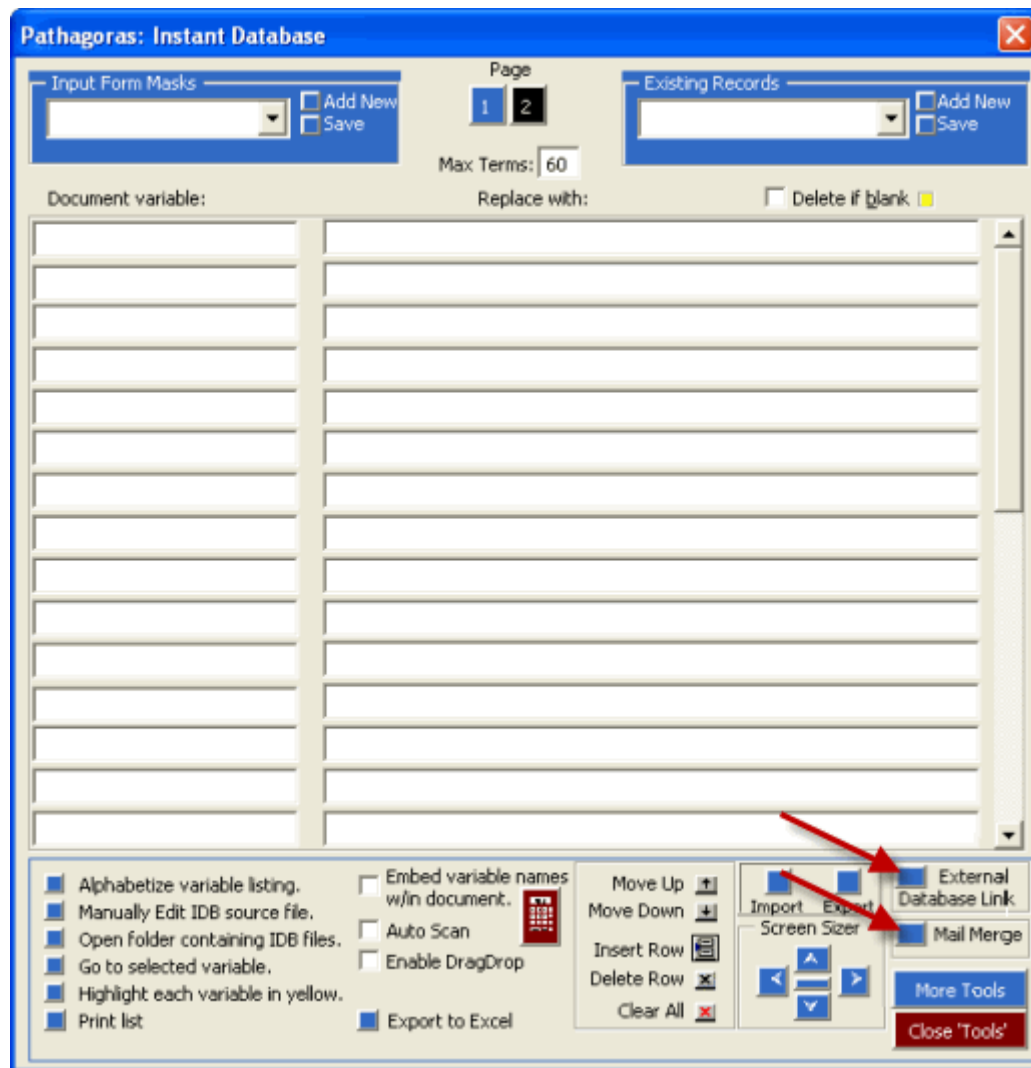 Pathagoras: Instant Database
Input Form Masks
Add New
Save
Page
1 2
Max Terms: 60
Existing Records
Add New
Save
Document variable:
Replace with:
Delete if blank
Alphabetize variable listing.
Manually Edit IDB source file.
Open folder containing IDB files.
Go to selected variable.
Highlight each variable in yellow.
Print list
Embed variable names
w/in document.
Auto Scan
Enable DragDrop
Export to Excel
Move Up
Move Down
Insert Row
Delete Row
Clear All
Import Export
Screen Sizer
External
Database Link
Mail Merge
More Tools
Close 'Tools'